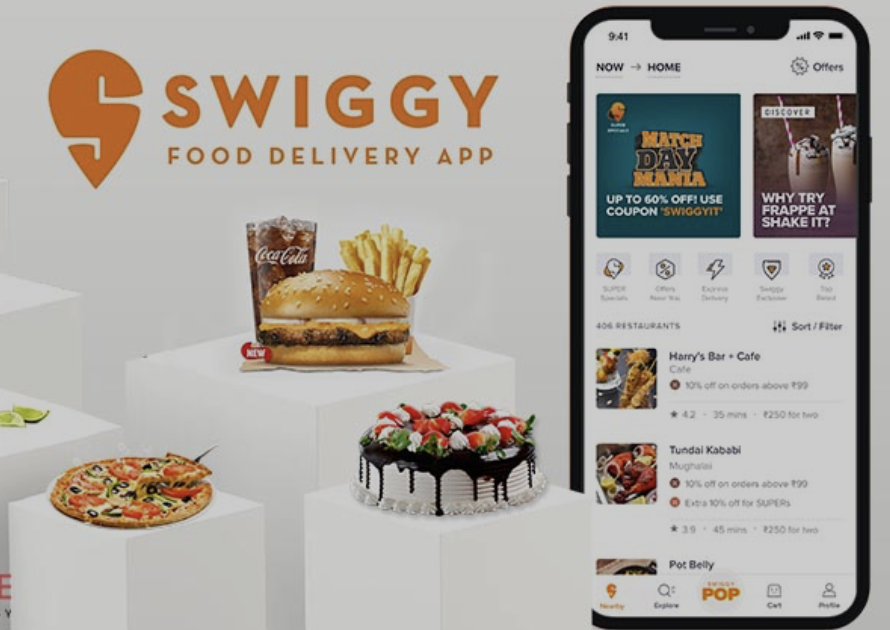 SWIGGY
FOOD DELIVERY APP
Coca-Cola
NEW
E
Y
9:41
NOW → HOME
Offers
SUPER
SPECIALS
MATCH
DAY
MANIA
UP TO 60% OFF! USE
COUPON 'SWIGGYIT'
DISCOVER
WHY TRY
FRAPPE AT
SHAKE IT?
SUPER
Specials
Offers
Near You
Express
Delivery
Swiggy
Exclusive
Top
Rated
406 RESTAURANTS
Sort / Filter
Harry's Bar + Cafe
Cafe
10% off on orders above ₹99
★ 4.2 • 35 mins • ₹250 for two
Tundai Kababi
Mughalai
10% off on orders above ₹99
Extra 10% off for SUPERs
★ 3.9 • 45 mins • ₹250 for two
Pot Belly
Nearby
Explore
SWIGGY
POP
Cart
Profile